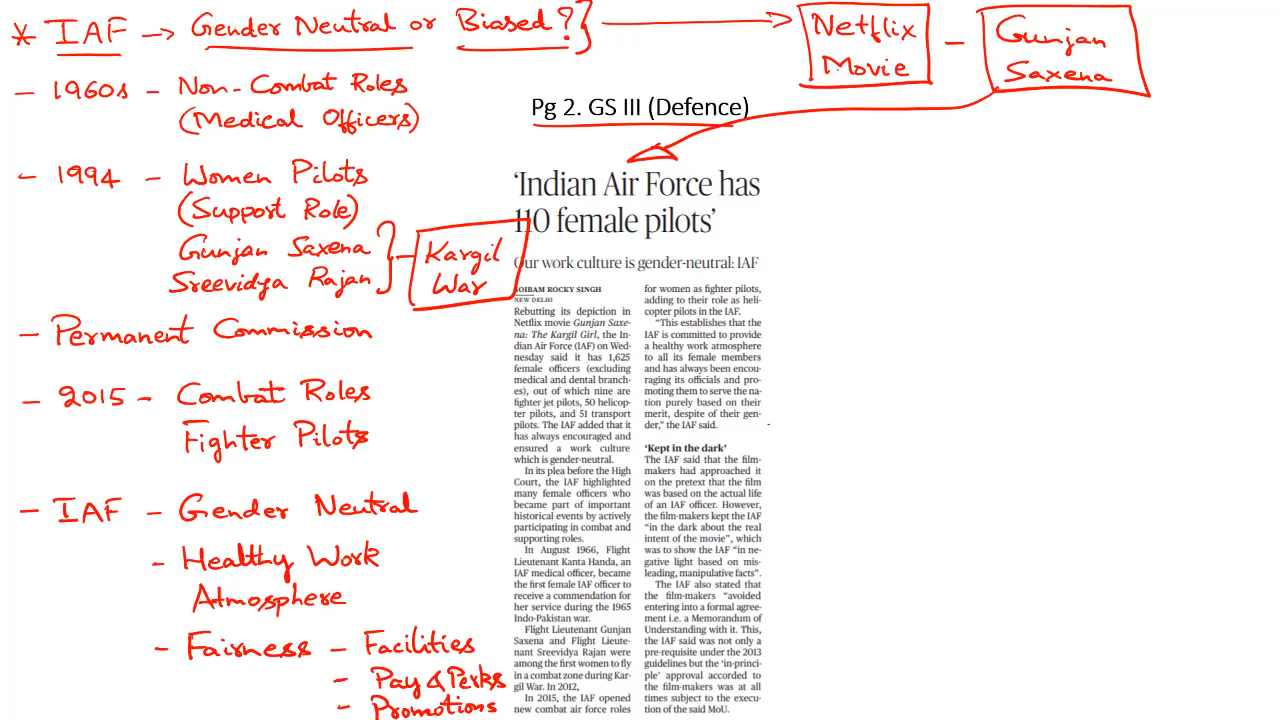 * IAF → Gender Neutral or Biased?} → Netflix Movie - Gunjan Saxena
- 1960s - Non-Combat Roles
(Medical Officers)
- 1994 - Women Pilots
(Support Role)
Gunjan Saxena
Sreevidya Rajan } - Kargil War
- Permanent Commission
- 2015 - Combat Roles
Fighter Pilots
- IAF - Gender Neutral
- Healthy Work
Atmosphere
- Fairness - Facilities
- Pay & Perks
- Promotions
Pg 2. GS III (Defence)
'Indian Air Force has
110 female pilots'
Our work culture is gender-neutral: IAF
SOIBAM ROCKY SINGH
NEW DELHI
Rebutting its depiction in
Netflix movie Gunjan Saxe-
na: The Kargil Girl, the In-
dian Air Force (IAF) on Wed-
nesday said it has 1,625
female officers (excluding
medical and dental branch-
es), out of which nine are
fighter jet pilots, 50 helicop-
ter pilots, and 51 transport
pilots. The IAF added that it
has always encouraged and
ensured a work culture
which is gender-neutral.
In its plea before the High
Court, the IAF highlighted
many female officers who
became part of important
historical events by actively
participating in combat and
supporting roles.
In August 1966, Flight
Lieutenant Kanta Handa, an
IAF medical officer, became
the first female IAF officer to
receive a commendation for
her service during the 1965
Indo-Pakistan war.
Flight Lieutenant Gunjan
Saxena and Flight Lieute-
nant Sreevidya Rajan were
among the first women to fly
in a combat zone during Kar-
gil War. In 2012,
In 2015, the IAF opened
new combat air force roles
for women as fighter pilots,
adding to their role as heli-
copter pilots in the IAF.
"This establishes that the
IAF is committed to provide
a healthy work atmosphere
to all its female members
and has always been encou-
raging its officials and pro-
moting them to serve the na-
tion purely based on their
merit, despite of their gen-
der," the IAF said.
'Kept in the dark'
The IAF said that the film-
makers had approached it
on the pretext that the film
was based on the actual life
of an IAF officer. However,
the film-makers kept the IAF
"in the dark about the real
intent of the movie", which
was to show the IAF "in ne-
gative light based on mis-
leading, manipulative facts".
The IAF also stated that
the film-makers "avoided
entering into a formal agree-
ment i.e. a Memorandum of
Understanding with it. This,
the IAF said was not only a
pre-requisite under the 2013
guidelines but the 'in-princi-
ple' approval accorded to
the film-makers was at all
times subject to the execu-
tion of the said MoU.